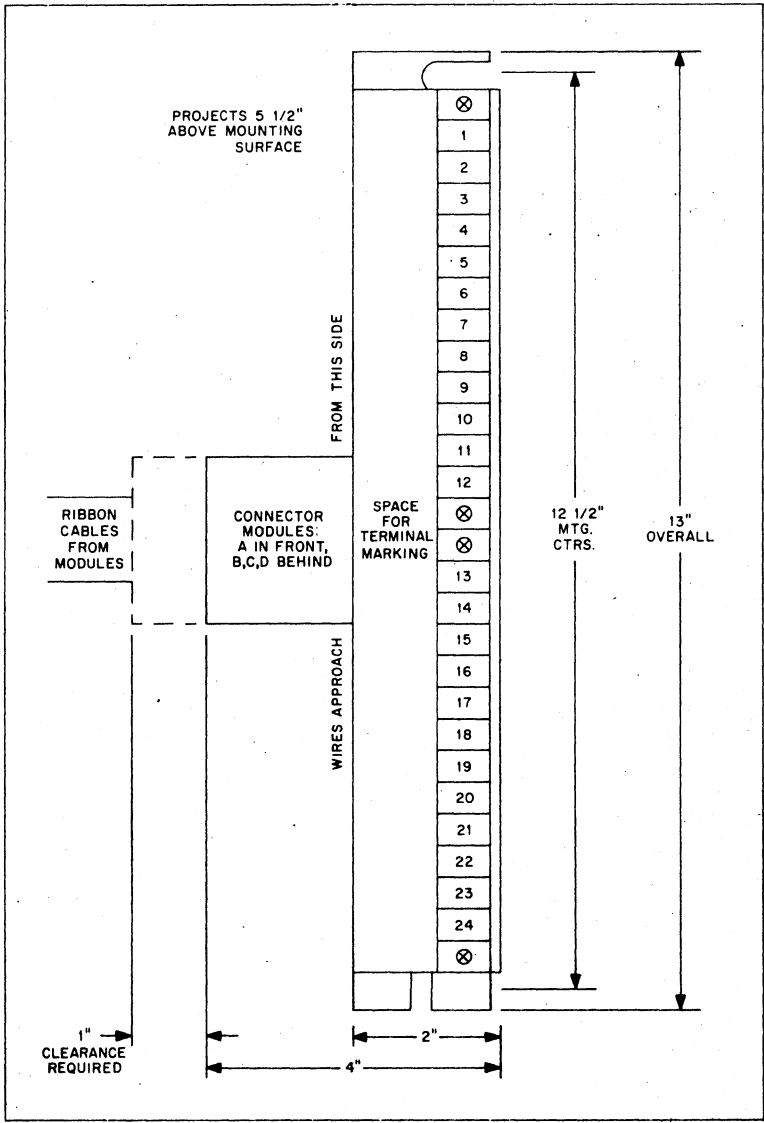 PROJECTS 5 1/2"
ABOVE MOUNTING
SURFACE
⊗
1
2
3
4
5
6
7
8
9
10
11
12
⊗
⊗
13
14
15
16
17
18
19
20
21
22
23
24
⊗
WIRES APPROACH FROM THIS SIDE
RIBBON
CABLES
FROM
MODULES
CONNECTOR
MODULES:
A IN FRONT,
B,C,D BEHIND
SPACE
FOR
TERMINAL
MARKING
12 1/2"
MTG.
CTRS.
13"
OVERALL
1"
CLEARANCE
REQUIRED
2"
4"